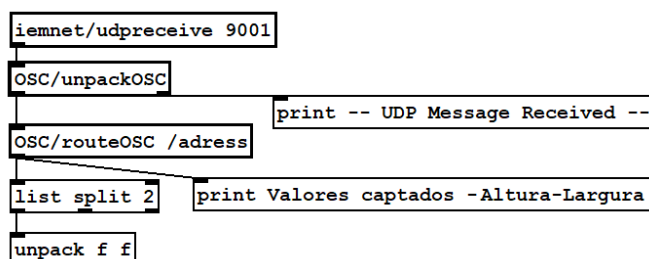 iemnet/udpreceive 9001
OSC/unpackOSC
print -- UDP Message Received --
OSC/routeOSC /adress
list split 2
print Valores captados -Altura-Largura
unpack f f